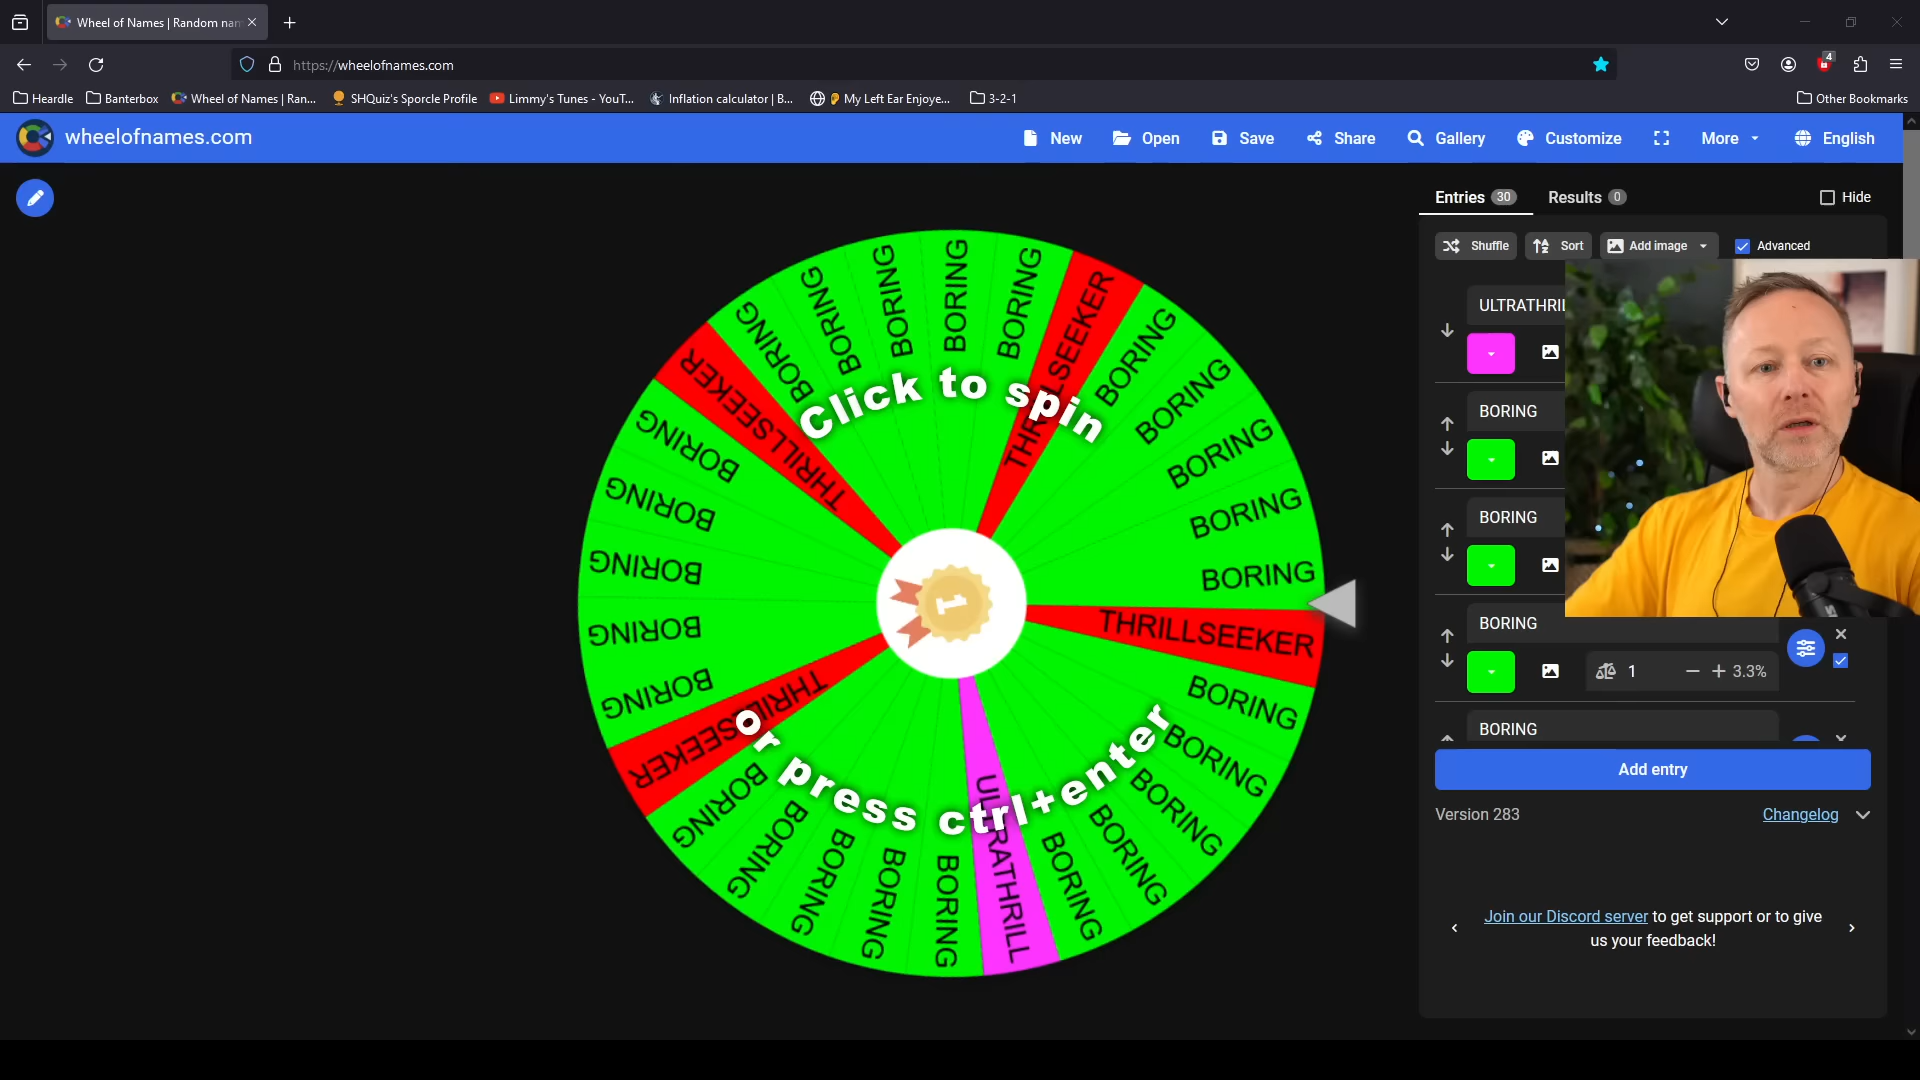 Wheel of Names | Random nam
https://wheelofnames.com
4
Heardle
Banterbox
Wheel of Names | Ran...
SHQuiz's Sporcle Profile
Limmy's Tunes - YouT...
Inflation calculator | B...
My Left Ear Enjoye...
3-2-1
Other Bookmarks
wheelofnames.com
New
Open
Save
Share
Gallery
Customize
More
English
Entries 30
Results 0
Hide
Shuffle
Sort
Add image
Advanced
Click to spin
or press ctrl+enter
BORING
BORING
THRILLSEEKER
BORING
BORING
BORING
BORING
BORING
THRILLSEEKER
BORING
BORING
BORING
BORING
BORING
ULTRATHRILL
BORING
BORING
BORING
BORING
BORING
THRILLSEEKER
BORING
BORING
BORING
BORING
BORING
THRILLSEEKER
BORING
BORING
BORING
1
ULTRATHRIL
BORING
BORING
BORING
1
3.3%
BORING
Add entry
Version 283
Changelog
Join our Discord server to get support or to give
us your feedback!